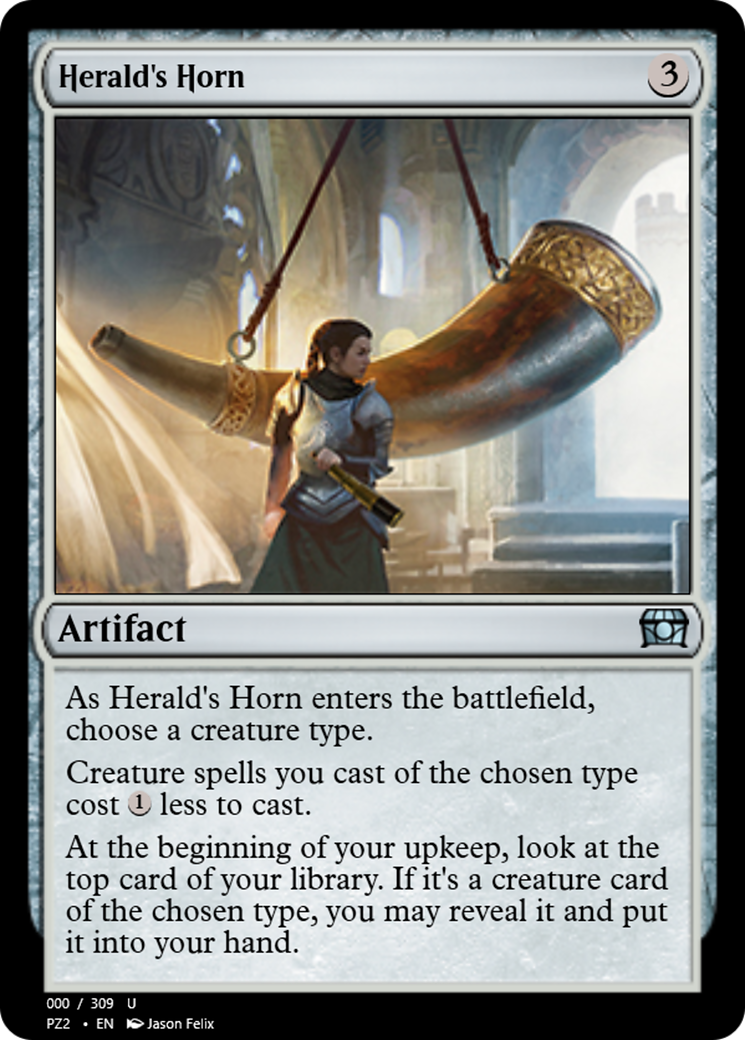 Herald's Horn
3
Artifact
As Herald's Horn enters the battlefield,
choose a creature type.
Creature spells you cast of the chosen type
cost 1 less to cast.
At the beginning of your upkeep, look at the
top card of your library. If it's a creature card
of the chosen type, you may reveal it and put
it into your hand.
000 / 309 U
PZ2 • EN Jason Felix